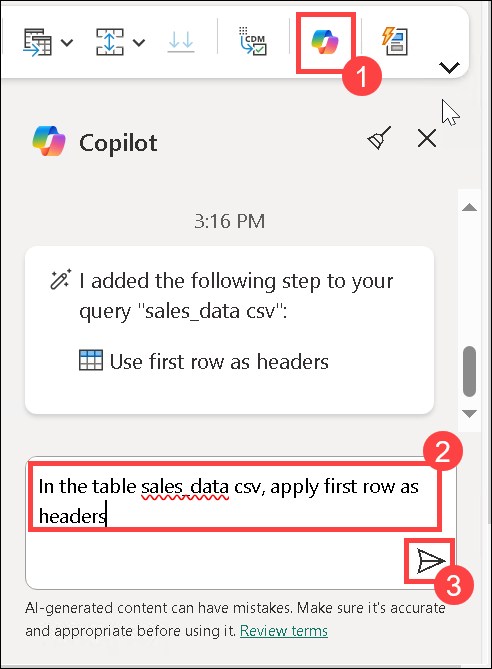 CDM
1
Copilot
3:16 PM
I added the following step to your
query "sales_data csv":
Use first row as headers
2
In the table sales_data csv, apply first row as
headers
3
AI-generated content can have mistakes. Make sure it's accurate
and appropriate before using it. Review terms